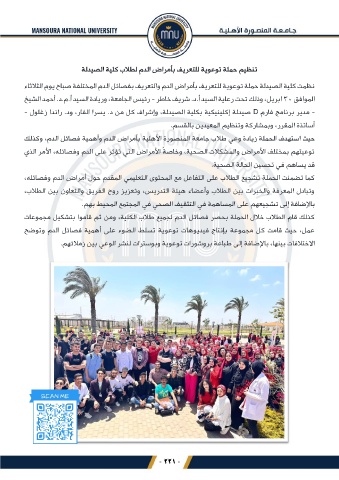 MANSOURA NATIONAL UNIVERSITY
جـامـعـة الـمنصـورة الأهـلـيـة
MNU
تنظيم حملة توعوية للتعريف بأمراض الدم لطلاب كلية الصيدلة
نظمت كلية الصيدلة حملة توعوية للتعريف بأمراض الدم والتعريف بفصائل الدم المختلفة صباح يوم الثلاثاء
الموافق ٣٠ ابريل، وذلك تحت رعاية السيد أ.د. شريف خاطر - رئيس الجامعة، وريادة السيد أ.م.د. أحمد الشيخ
- مدير برنامج فارم D صيدلة إكلينيكية بكلية الصيدلة، وإشراف كل من د. يسرا الفار، ود. راندا زغلول -
أساتذة المقرر، وبمشاركة وتنظيم المعيدين بالقسم.
حيث استهدف الحملة زيادة وعي طلاب جامعة المنصورة الأهلية بأمراض الدم وأهمية فصائل الدم، وكذلك
توعيتهم بمختلف الأمراض والمشكلات الصحية، وخاصة الأمراض التي تؤثر على الدم وفصائله، الأمر الذي
قد يساهم في تحسين الحالة الصحية.
كما تضمنت الحملة تشجيع الطلاب على التفاعل مع المحتوى التعليمي المقدم حول أمراض الدم وفصائله،
وتبادل المعرفة والخبرات بين الطلاب وأعضاء هيئة التدريس، وتعزيز روح الفريق والتعاون بين الطلاب،
بالإضافة إلى تشجيعهم على المساهمة في التثقيف الصحي في المجتمع المحيط بهم.
كذلك قام الطلاب خلال الحملة بحصر فصائل الدم لجميع طلاب الكلية، ومن ثم قاموا بتشكيل مجموعات
عمل، حيث قامت كل مجموعة بإنتاج فيديوهات توعوية تسلط الضوء على أهمية فصائل الدم وتوضح
الاختلافات بينها، بالإضافة إلى طباعة بروشورات توعوية وبوسترات لنشر الوعي بين زملائهم.
SCAN ME
- ٢٢١ -